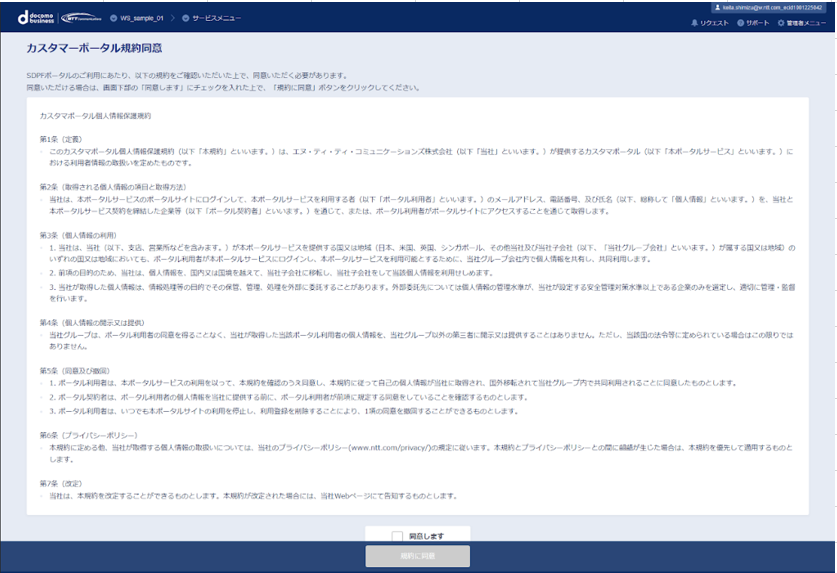 docomo business NTT Communications WS_sample_01 サービスメニュー
リクエスト サポート 管理者メニュー
カスタマーポータル規約同意
SDPFポータルのご利用にあたり、以下の規約をご確認いただいた上で、同意いただく必要があります。
同意いただける場合は、画面下部の「同意します」にチェックを入れた上で、「規約に同意」ボタンをクリックしてください。
カスタマポータル個人情報保護規約
第1条（定義）
このカスタマポータル個人情報保護規約（以下「本規約」といいます。）は、エヌ・ティ・ティ・コミュニケーションズ株式会社（以下「当社」といいます。）が提供するカスタマポータル（以下「本ポータルサービス」といいます。）に
おける利用者情報の取扱いを定めたものです。
第2条（取得される個人情報の項目と取得方法）
当社は、本ポータルサービスのポータルサイトにログインして、本ポータルサービスを利用する者（以下「ポータル利用者」といいます。）のメールアドレス、電話番号、及び氏名（以下、総称して「個人情報」といいます。）を、当社と
本ポータルサービス契約を締結した企業等（以下「ポータル契約者」といいます。）を通じて、または、ポータル利用者がポータルサイトにアクセスすることを通じて取得します。
第3条（個人情報の利用）
1. 当社は、当社（以下、支店、営業所などを含みます。）が本ポータルサービスを提供する国又は地域（日本、米国、英国、シンガポール、その他当社及び当社子会社（以下、「当社グループ会社」といいます。）が属する国又は地域）の
いずれの国又は地域においても、ポータル利用者が本ポータルサービスにログインし、本ポータルサービスを利用可能とするために、当社グループ会社内で個人情報を共有し、共同利用します。
2. 前項の目的のため、当社は、個人情報を、国内又は国境を越えて、当社子会社に移転し、当社子会社をして当該個人情報を利用せしめます。
3. 当社が取得した個人情報は、情報処理等の目的でその保管、管理、処理を外部に委託することがあります。外部委託先については個人情報の管理水準が、当社が設定する安全管理対策水準以上である企業のみを選定し、適切に管理・監督
を行います。
第4条（個人情報の開示又は提供）
当社グループは、ポータル利用者の同意を得ることなく、当社が取得した当該ポータル利用者の個人情報を、当社グループ以外の第三者に開示又は提供することはありません。ただし、当該国の法令等に定められている場合はこの限りでは
ありません。
第5条（同意及び撤回）
1. ポータル利用者は、本ポータルサービスの利用を以って、本規約を確認のうえ同意し、本規約に従って自己の個人情報が当社に取得され、国外移転されて当社グループ内で共同利用されることに同意したものとします。
2. ポータル契約者は、ポータル利用者の個人情報を当社に提供する前に、ポータル利用者が前項に規定する同意をしていることを確認するものとします。
3. ポータル利用者は、いつでも本ポータルサイトの利用を停止し、利用登録を削除することにより、1項の同意を撤回することができるものとします。
第6条（プライバシーポリシー）
本規約に定める他、当社が取得する個人情報の取扱いについては、当社のプライバシーポリシー(www.ntt.com/privacy/)の規定に従います。本規約とプライバシーポリシーとの間に齟齬が生じた場合は、本規約を優先して適用するものと
します。
第7条（改定）
当社は、本規約を改定することができるものとします。本規約が改定された場合には、当社Webページにて告知するものとします。
同意します
規約に同意